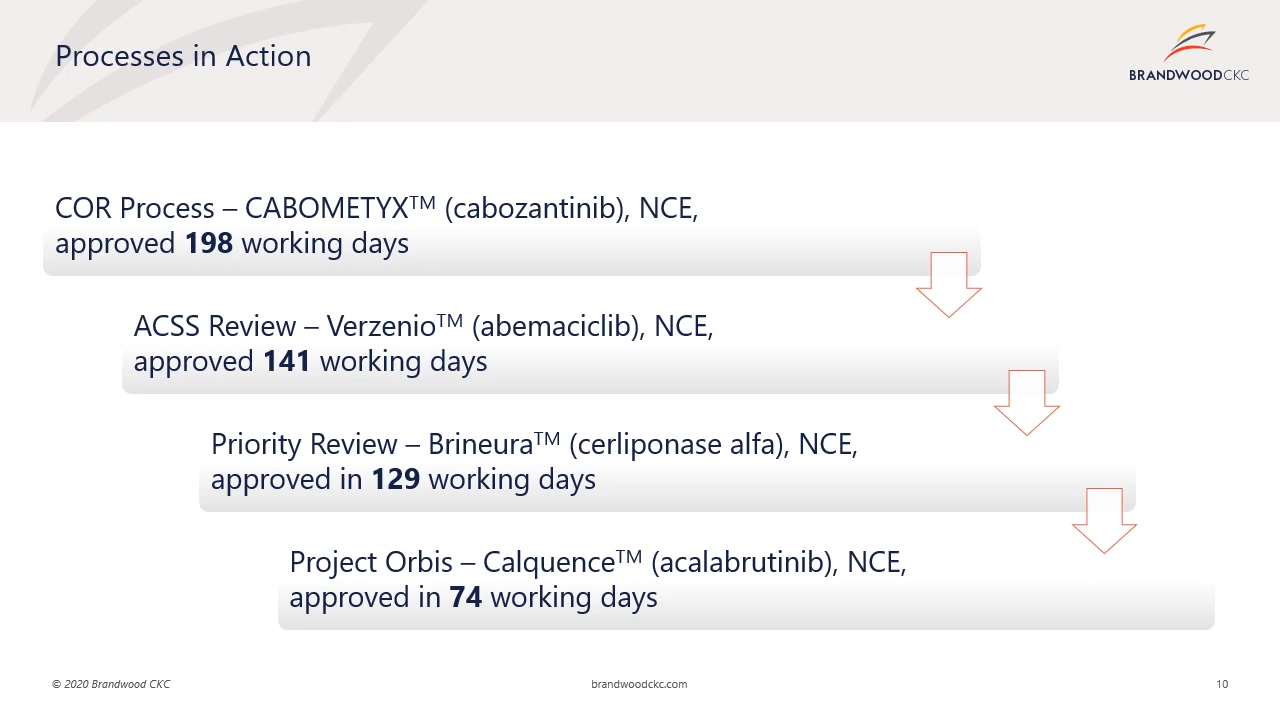 Processes in Action
BRANDWOODCKC
COR Process – CABOMETYX™ (cabozantinib), NCE,
approved 198 working days
ACSS Review – Verzenio™ (abemaciclib), NCE,
approved 141 working days
Priority Review – Brineura™ (cerliponase alfa), NCE,
approved in 129 working days
Project Orbis – Calquence™ (acalabrutinib), NCE,
approved in 74 working days
© 2020 Brandwood CKC
brandwoodckc.com
10